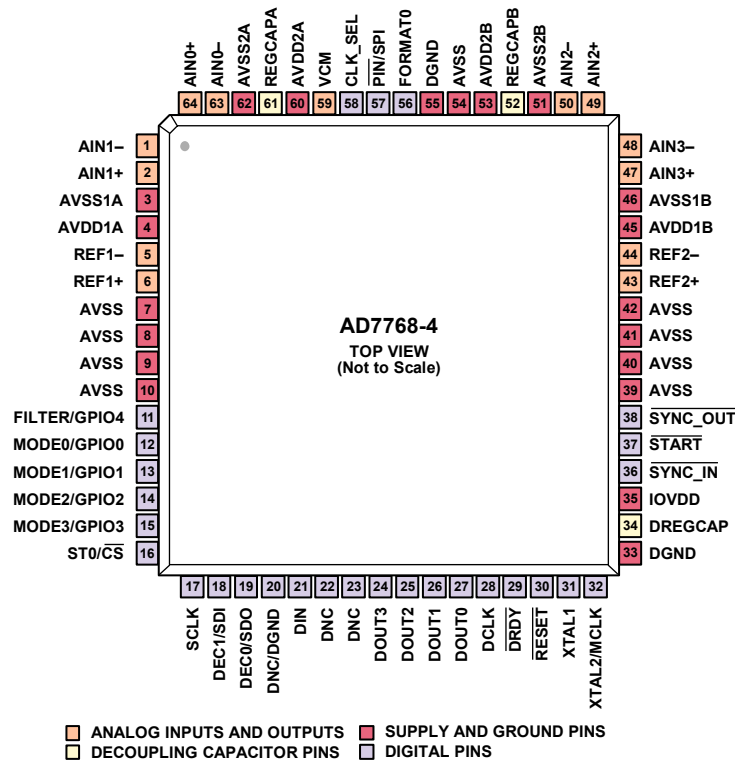 AIN0+
AIN0–
AVSS2A
REGCAPA
AVDD2A
VCM
CLK_SEL
PIN/SPI
FORMAT0
DGND
AVSS
AVDD2B
REGCAPB
AVSS2B
AIN2–
AIN2+
64 63 62 61 60 59 58 57 56 55 54 53 52 51 50 49
AIN1– 1
AIN1+ 2
AVSS1A 3
AVDD1A 4
REF1– 5
REF1+ 6
AVSS 7
AVSS 8
AVSS 9
AVSS 10
FILTER/GPIO4 11
MODE0/GPIO0 12
MODE1/GPIO1 13
MODE2/GPIO2 14
MODE3/GPIO3 15
ST0/CS 16
AD7768-4
TOP VIEW
(Not to Scale)
48 AIN3–
47 AIN3+
46 AVSS1B
45 AVDD1B
44 REF2–
43 REF2+
42 AVSS
41 AVSS
40 AVSS
39 AVSS
38 SYNC_OUT
37 START
36 SYNC_IN
35 IOVDD
34 DREGCAP
33 DGND
17 18 19 20 21 22 23 24 25 26 27 28 29 30 31 32
SCLK
DEC1/SDI
DEC0/SDO
DNC/DGND
DIN
DNC
DNC
DOUT3
DOUT2
DOUT1
DOUT0
DCLK
DRDY
RESET
XTAL1
XTAL2/MCLK
ANALOG INPUTS AND OUTPUTS
SUPPLY AND GROUND PINS
DECOUPLING CAPACITOR PINS
DIGITAL PINS